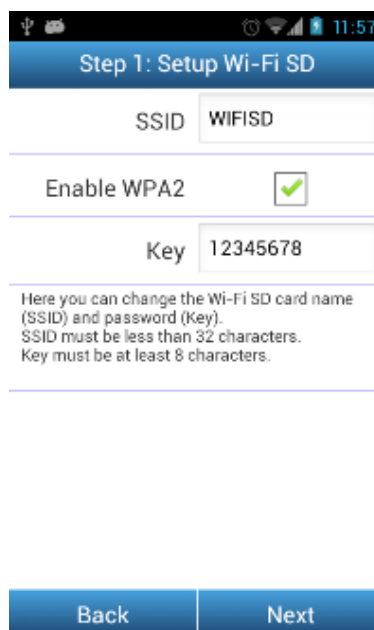 11:57
Step 1: Setup Wi-Fi SD
SSID WIFISD
Enable WPA2
Key 12345678
Here you can change the Wi-Fi SD card name
(SSID) and password (Key).
SSID must be less than 32 characters.
Key must be at least 8 characters.
Back Next